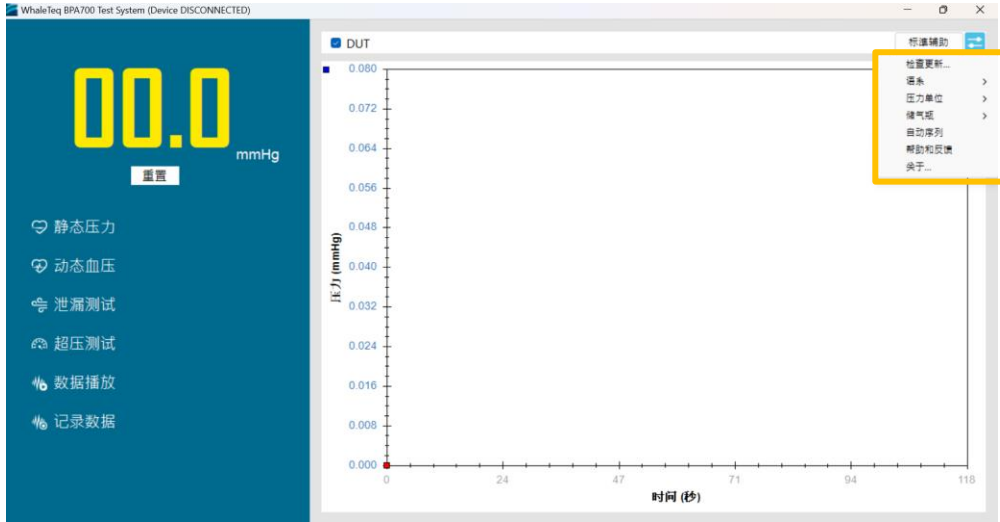 WhaleTeq BPA700 Test System (Device DISCONNECTED)
00.0
mmHg
重置
静态压力
动态血压
泄漏测试
超压测试
数据播放
记录数据
DUT
标准辅助
检查更新...
语系
压力单位
储气瓶
自动序列
帮助和反馈
关于...
压力 (mmHg)
0.080
0.072
0.064
0.056
0.048
0.040
0.032
0.024
0.016
0.008
0.000
0 24 47 71 94 118
时间 (秒)